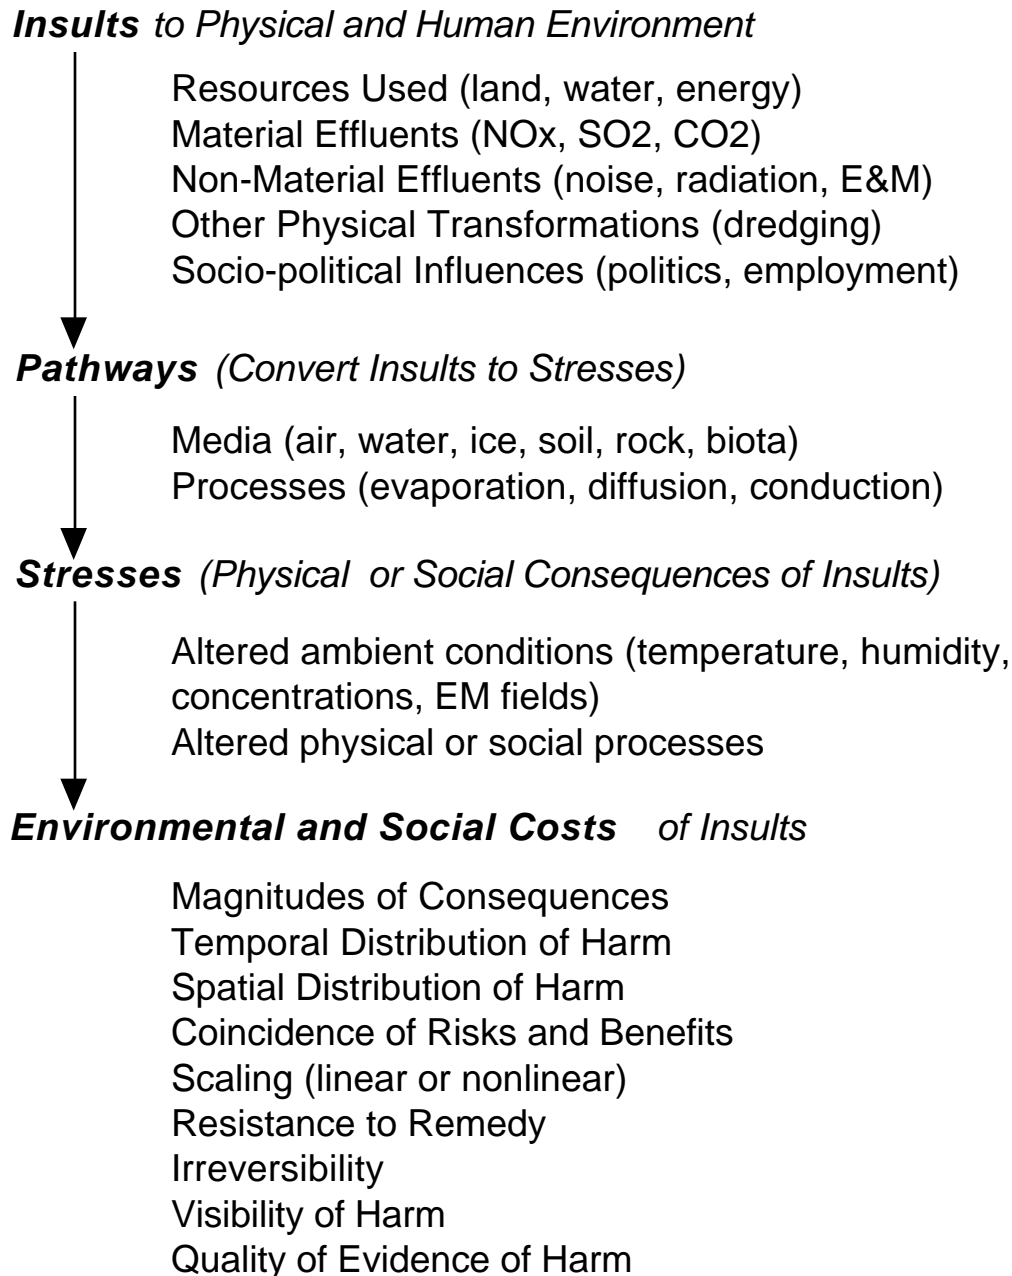 Insults to Physical and Human Environment
Resources Used (land, water, energy)
Material Effluents (NOx, SO2, CO2)
Non-Material Effluents (noise, radiation, E&M)
Other Physical Transformations (dredging)
Socio-political Influences (politics, employment)
Pathways (Convert Insults to Stresses)
Media (air, water, ice, soil, rock, biota)
Processes (evaporation, diffusion, conduction)
Stresses (Physical or Social Consequences of Insults)
Altered ambient conditions (temperature, humidity,
concentrations, EM fields)
Altered physical or social processes
Environmental and Social Costs of Insults
Magnitudes of Consequences
Temporal Distribution of Harm
Spatial Distribution of Harm
Coincidence of Risks and Benefits
Scaling (linear or nonlinear)
Resistance to Remedy
Irreversibility
Visibility of Harm
Quality of Evidence of Harm